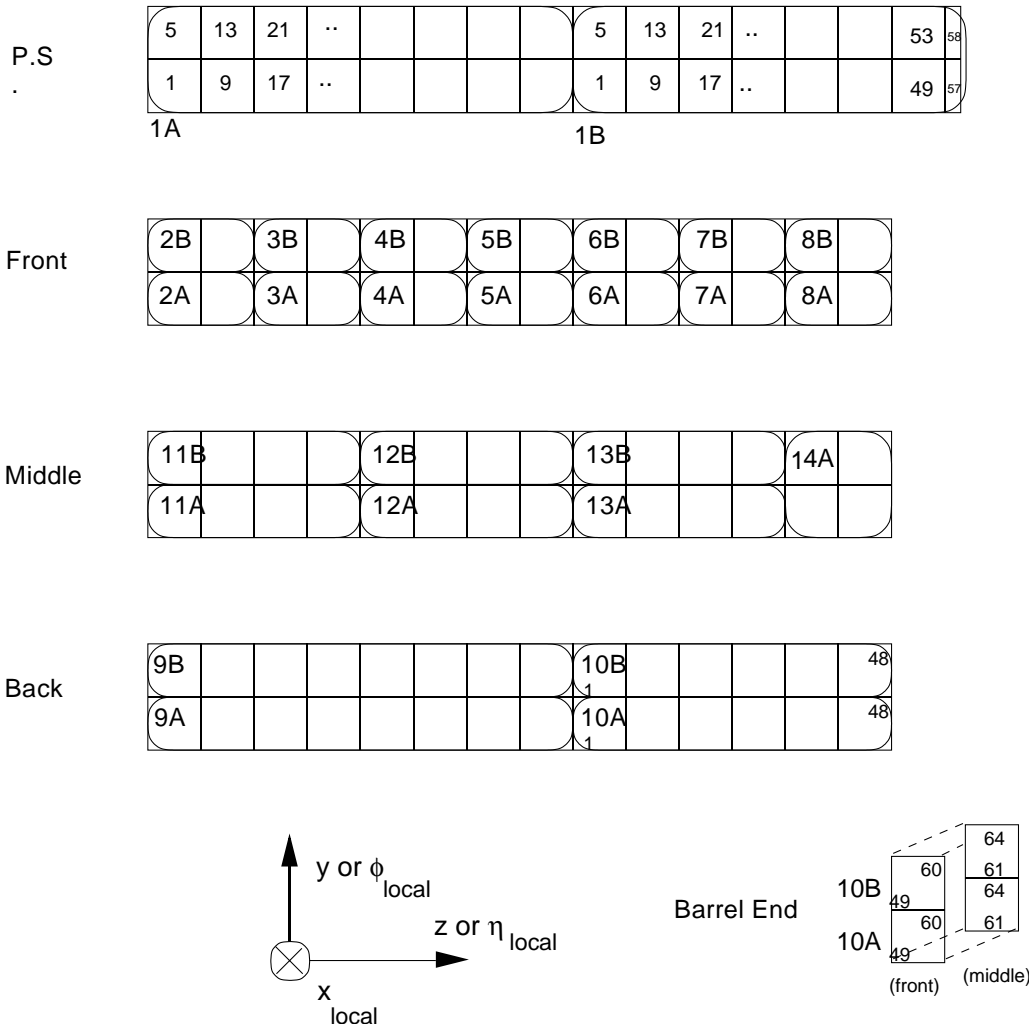 5 13 21 .. 5 13 21 .. 53 58
P.S
.
1 9 17 .. 1 9 17 .. 49 57
1A 1B
2B 3B 4B 5B 6B 7B 8B
Front
2A 3A 4A 5A 6A 7A 8A
11B 12B 13B 14A
Middle
11A 12A 13A
9B 10B 48
1
Back
9A 10A 48
1
y or ϕ local
z or η local
x local
Barrel End
10B
10A
60
49
60
49
(front)
64
61
64
61
(middle)